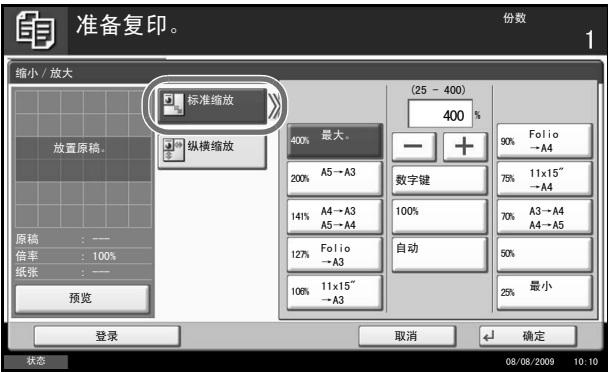 准备复印。
份数
1
缩小 / 放大
放置原稿。
原稿 : ---
倍率 : 100%
纸张 : ---
预览
标准缩放
纵横缩放
400% 最大。
200% A5→A3
141% A4→A3
A5→A4
127% Folio
→A3
106% 11x15"
→A3
(25 - 400)
400 %
数字键
100%
自动
90% Folio
→A4
75% 11x15"
→A4
70% A3→A4
A4→A5
50%
25% 最小
登录
取消
确定
状态
08/08/2009 10:10